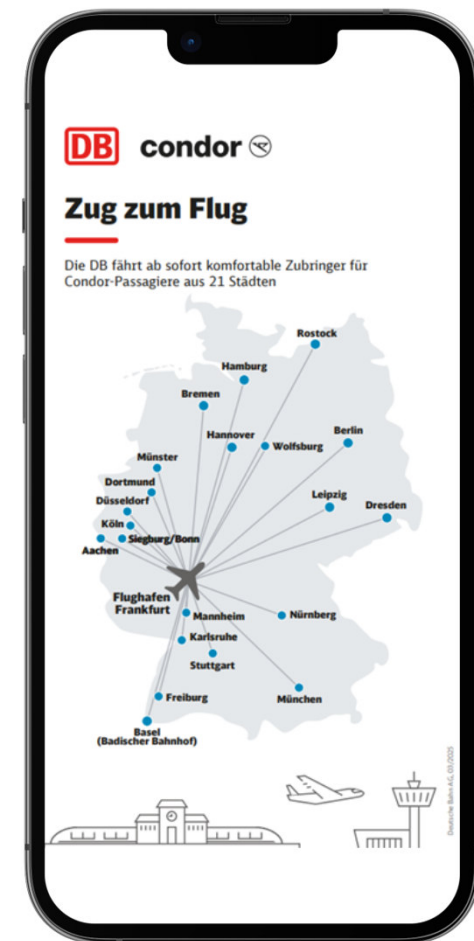 DB condor
Zug zum Flug
Die DB fährt ab sofort komfortable Zubringer für
Condor-Passagiere aus 21 Städten
Rostock
Hamburg
Bremen
Hannover
Wolfsburg
Berlin
Münster
Dortmund
Düsseldorf
Leipzig
Dresden
Köln
Siegburg/Bonn
Aachen
Flughafen
Frankfurt
Mannheim
Nürnberg
Karlsruhe
Stuttgart
Freiburg
München
Basel
(Badischer Bahnhof)
Deutsche Bahn AG, 03/2025